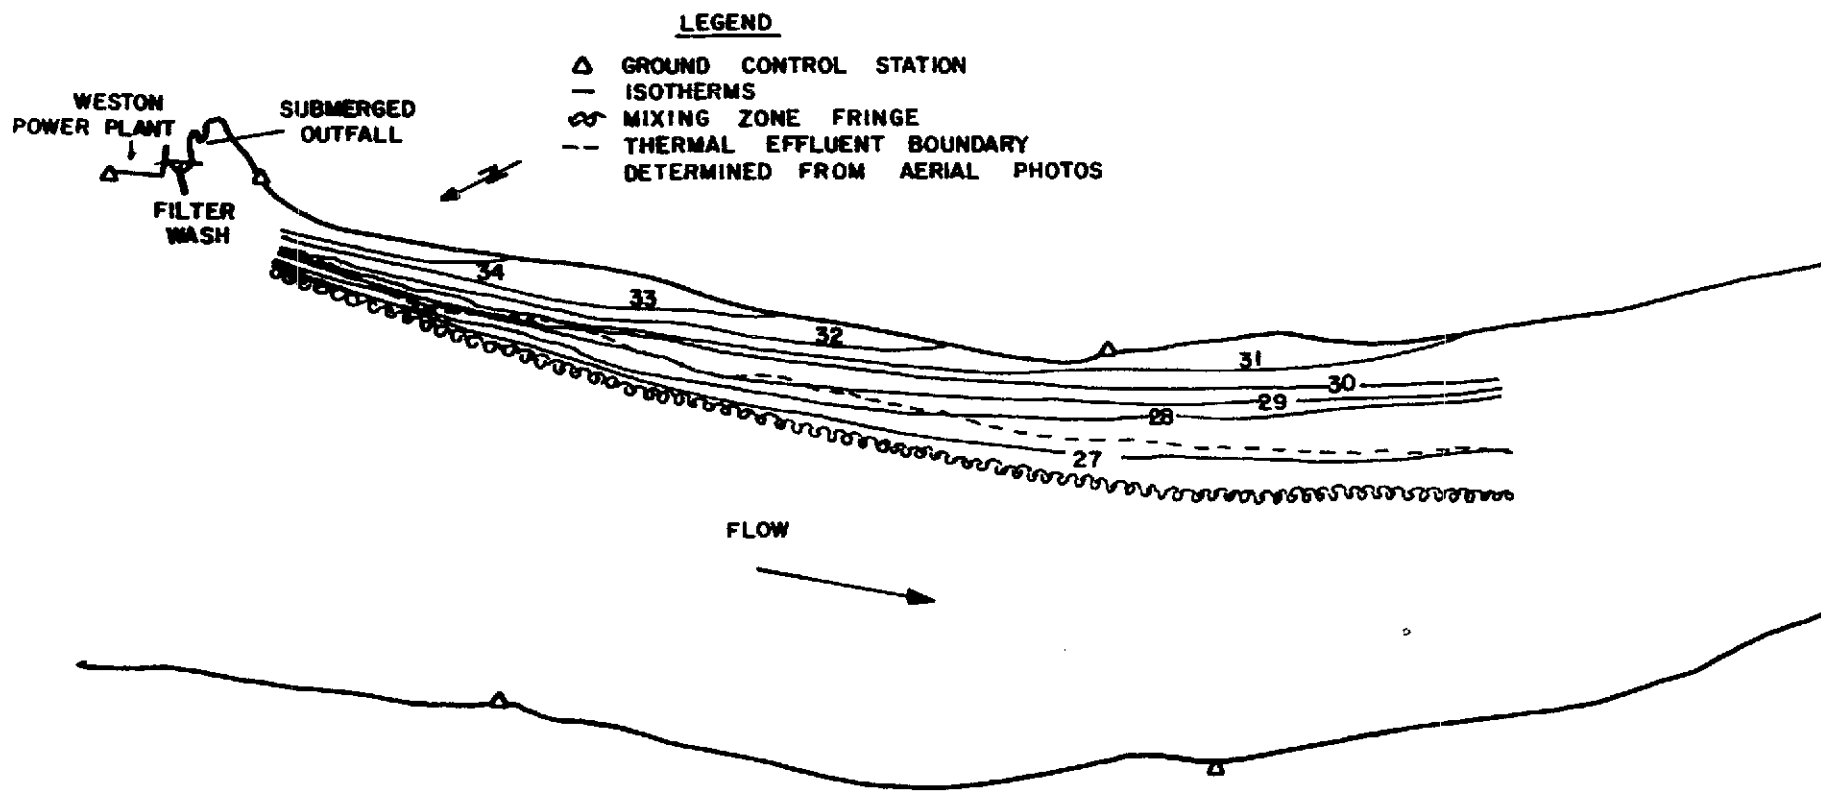 LEGEND
GROUND CONTROL STATION
ISOTHERMS
MIXING ZONE FRINGE
THERMAL EFFLUENT BOUNDARY
DETERMINED FROM AERIAL PHOTOS
WESTON
POWER PLANT
SUBMERGED
OUTFALL
FILTER
WASH
N
34
33
32
31
30
29
28
27
FLOW